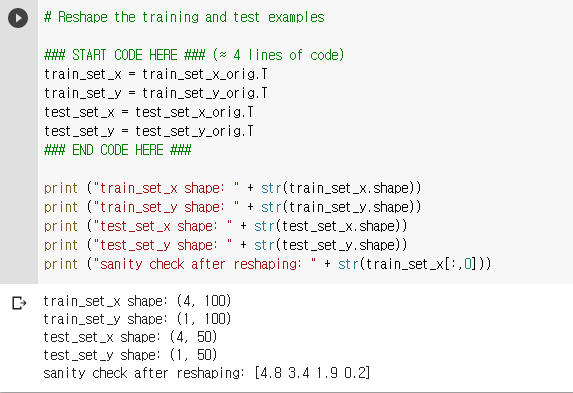 # Reshape the training and test examples
### START CODE HERE ### (≈ 4 lines of code)
train_set_x = train_set_x_orig.T
train_set_y = train_set_y_orig.T
test_set_x = test_set_x_orig.T
test_set_y = test_set_y_orig.T
### END CODE HERE ###
print ("train_set_x shape: " + str(train_set_x.shape))
print ("train_set_y shape: " + str(train_set_y.shape))
print ("test_set_x shape: " + str(test_set_x.shape))
print ("test_set_y shape: " + str(test_set_y.shape))
print ("sanity check after reshaping: " + str(train_set_x[:,0]))
train_set_x shape: (4, 100)
train_set_y shape: (1, 100)
test_set_x shape: (4, 50)
test_set_y shape: (1, 50)
sanity check after reshaping: [4.8 3.4 1.9 0.2]